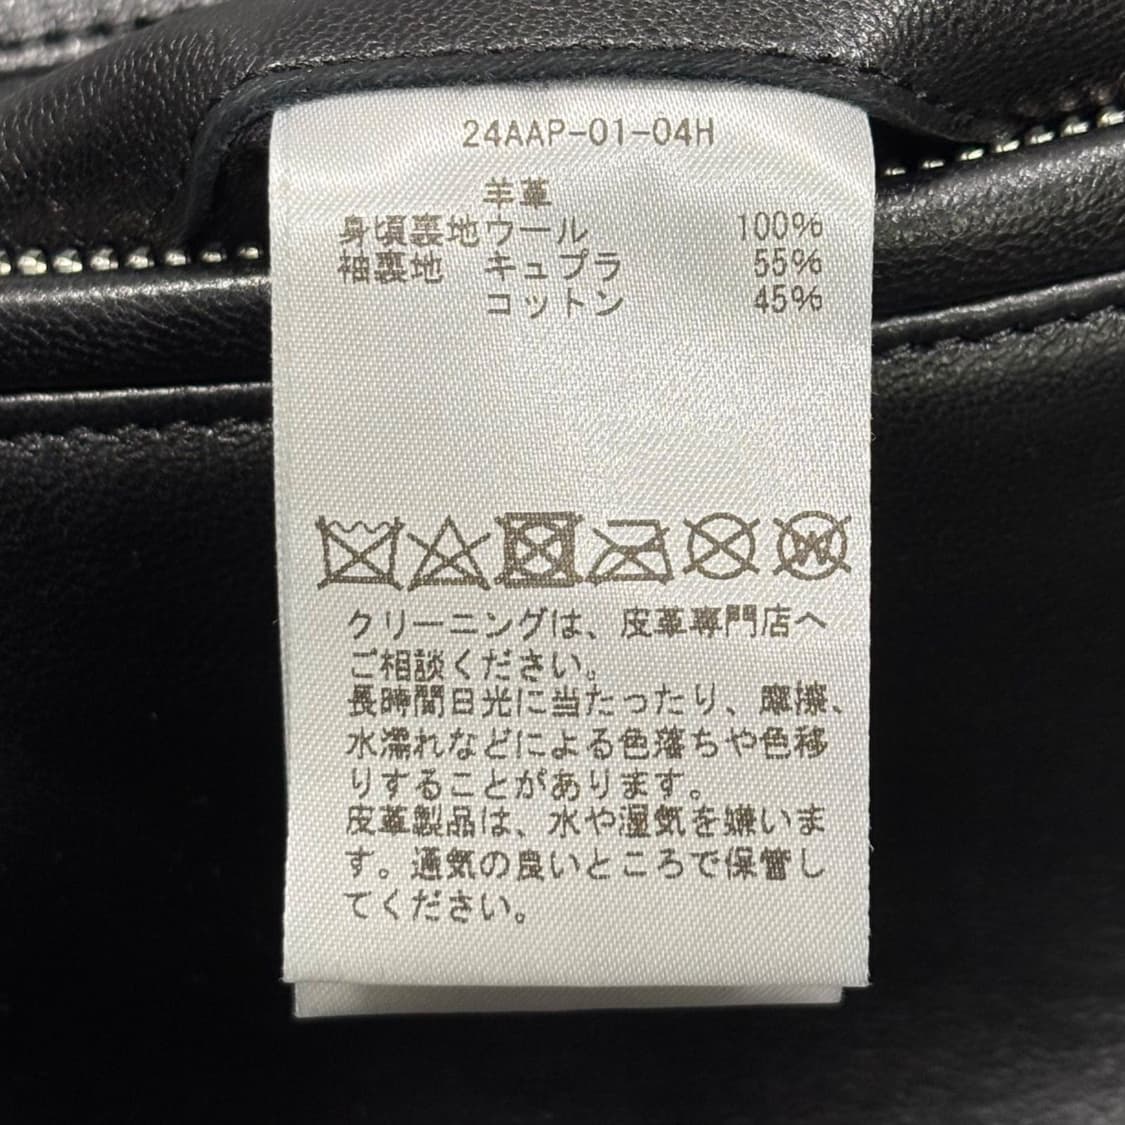 24AAP-01-04H
羊革
身頃裏地 ウール 100%
袖裏地 キュプラ 55%
コットン 45%
W
クリーニングは、皮革専門店へ
ご相談ください。
長時間日光に当たったり、摩擦、
水濡れなどによる色落ちや色移
りすることがあります。
皮革製品は、水や湿気を嫌いま
す。通気の良いところで保管し
てください。